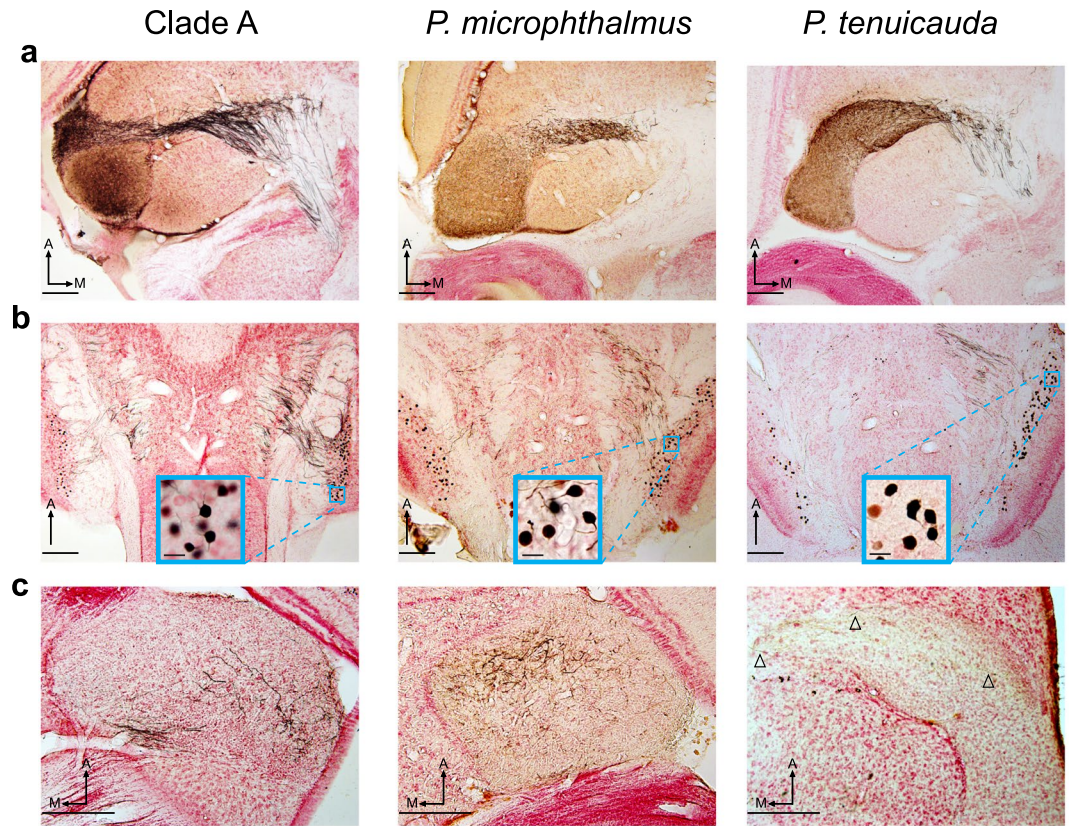 Clade A P. microphthalmus P. tenuicauda
a
A M A M A M
b
A A A
c
A M A M A M